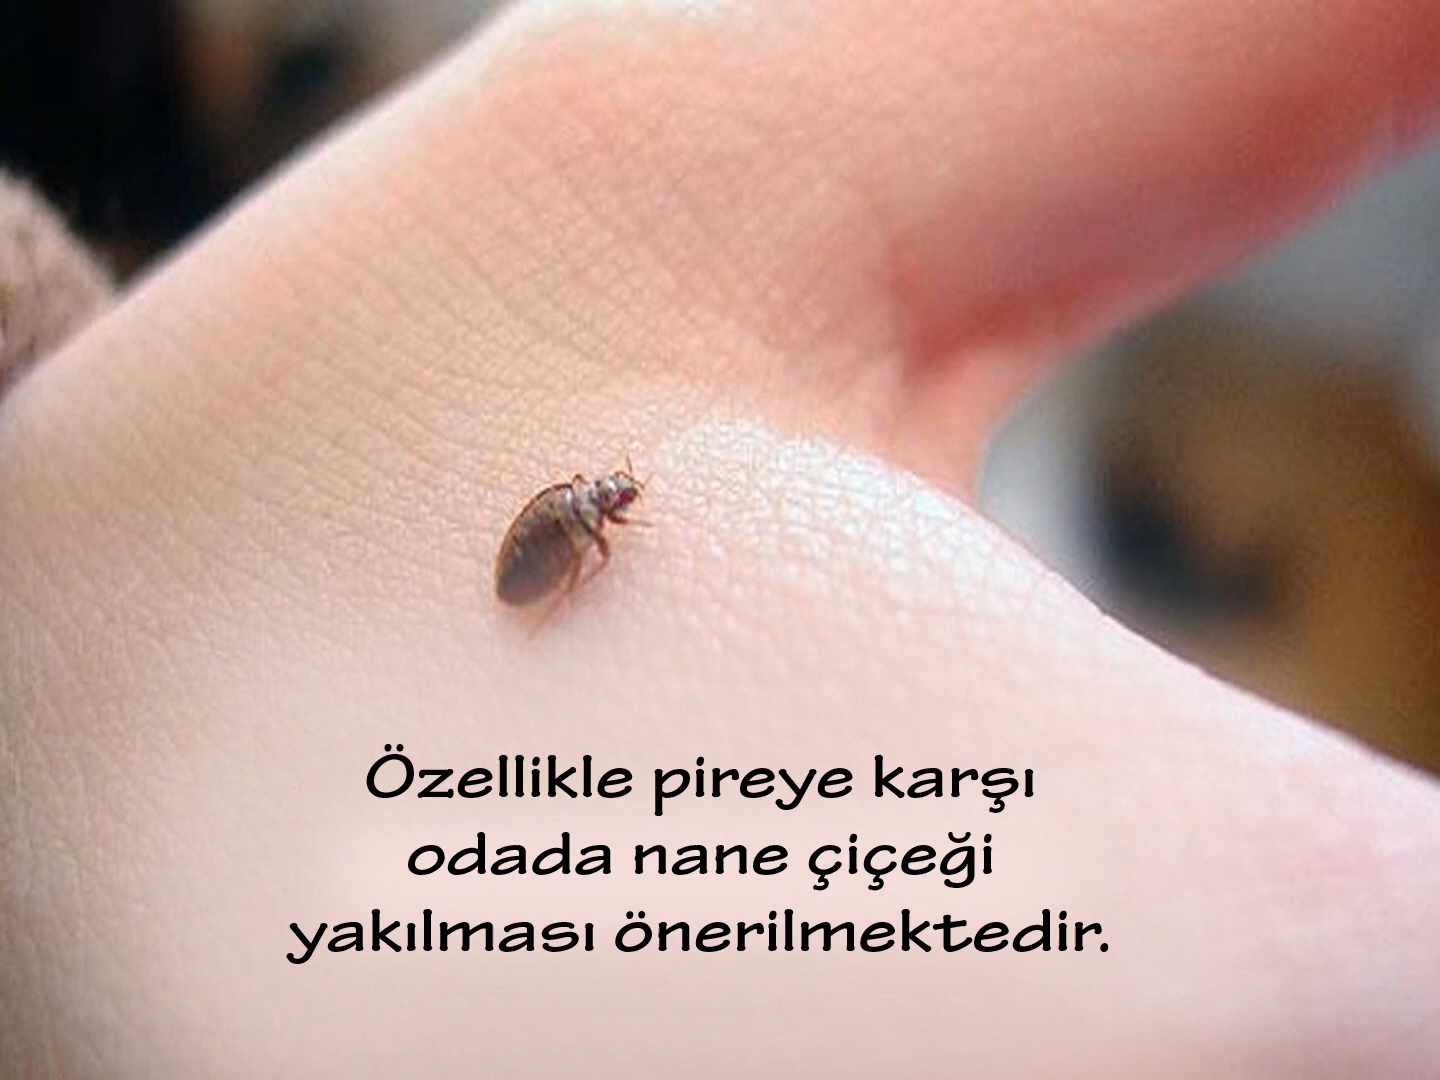 Özellikle pireye karşı
odada nane çiçeği
yakılması önerilmektedir.